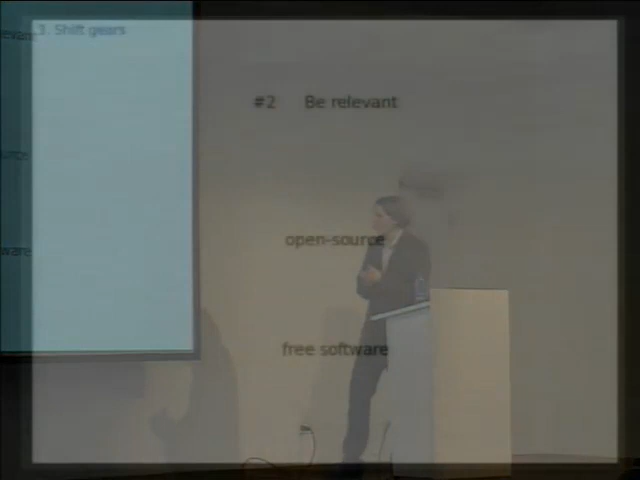 3. Shift gears
#2 Be relevant
open-source
free software